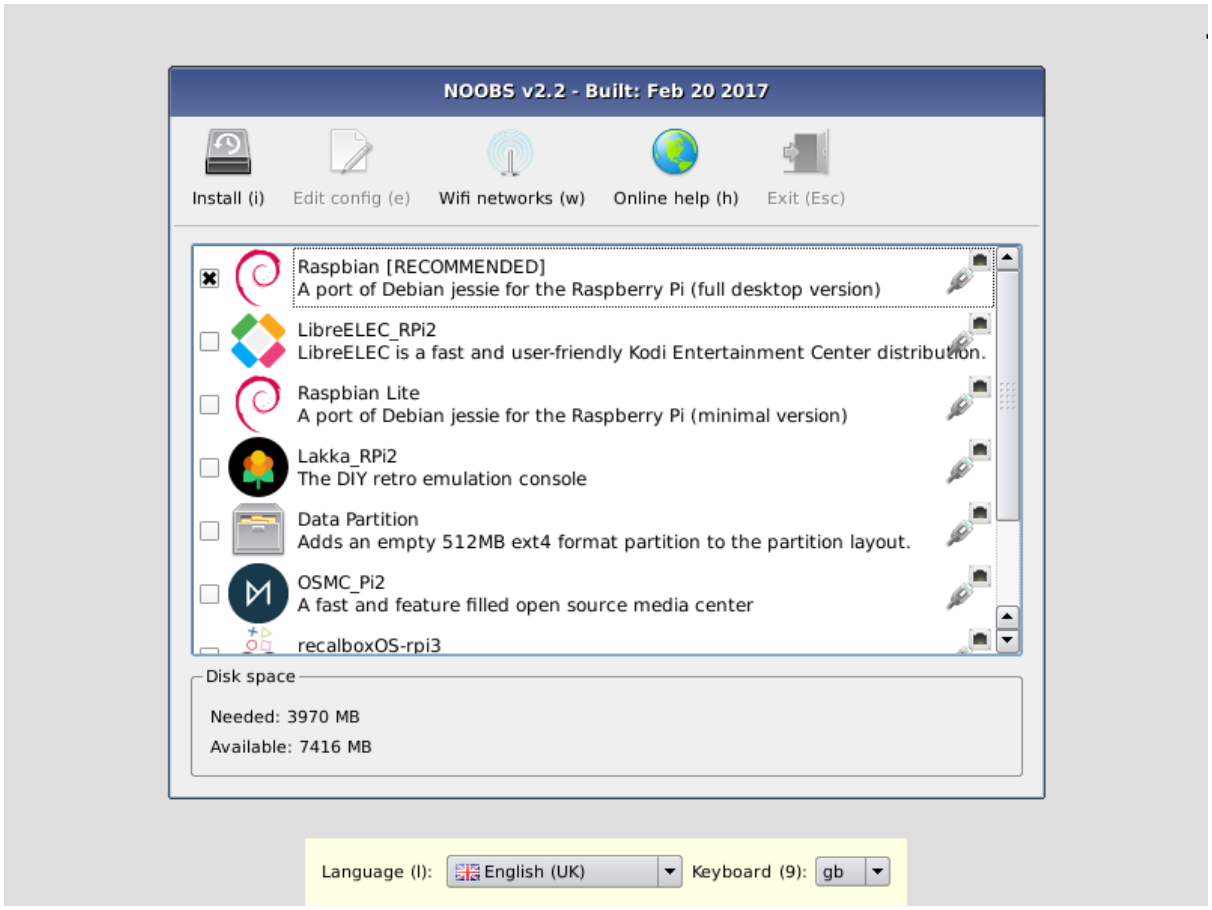 NOOBS v2.2 - Built: Feb 20 2017
Install (i) Edit config (e) Wifi networks (w) Online help (h) Exit (Esc)
Raspbian [RECOMMENDED]
A port of Debian jessie for the Raspberry Pi (full desktop version)
LibreELEC_RPi2
LibreELEC is a fast and user-friendly Kodi Entertainment Center distribution.
Raspbian Lite
A port of Debian jessie for the Raspberry Pi (minimal version)
Lakka_RPi2
The DIY retro emulation console
Data Partition
Adds an empty 512MB ext4 format partition to the partition layout.
OSMC_Pi2
A fast and feature filled open source media center
recalboxOS-rpi3
Disk space
Needed: 3970 MB
Available: 7416 MB
Language (l): English (UK) Keyboard (9): gb